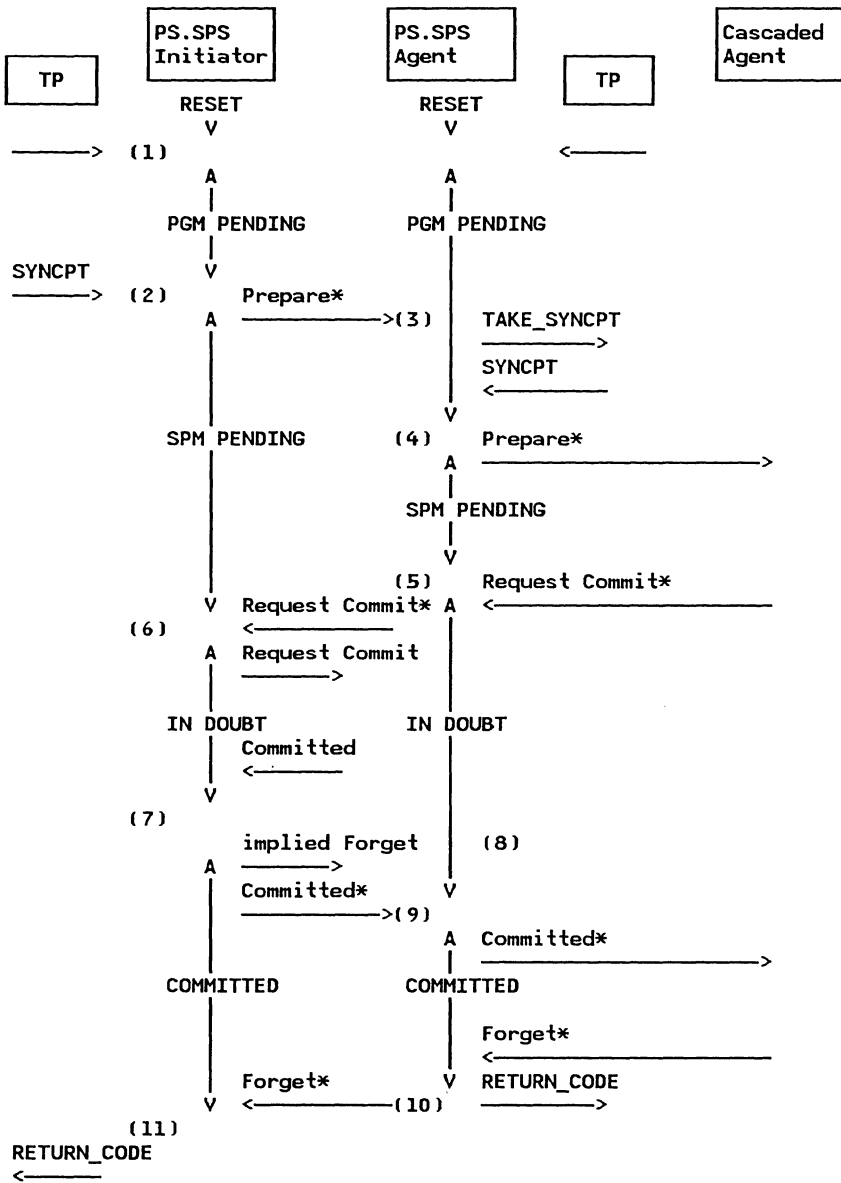 PS.SPS PS.SPS Cascaded
Initiator Agent Agent
TP TP
RESET RESET
V V
———> (1) <———
A A
PGM PENDING PGM PENDING
SYNCPT V
———> (2) Prepare*
A ———>(3) TAKE_SYNCPT
———>
SYNCPT
<———
V
SPM PENDING (4) Prepare*
A ———>
SPM PENDING
V
(5) Request Commit*
V Request Commit* A <———
(6) <———
A Request Commit
———>
IN DOUBT IN DOUBT
Committed
<———
V
(7)
implied Forget (8)
A ———>
Committed* V
———>(9)
A Committed*
———>
COMMITTED COMMITTED
Forget*
<———
Forget* V RETURN_CODE
V <———(10) ———>
(11)
RETURN_CODE
<———